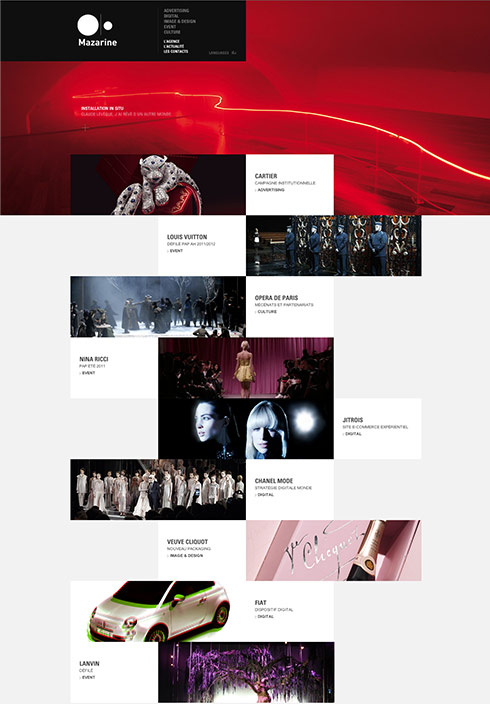 Mazarine
ADVERTISING
DIGITAL
IMAGE & DESIGN
EVENT
CULTURE
L'AGENCE
L'ACTUALITÉ
LES CONTACTS
LANGUAGES
INSTALLATION IN SITU
CLAUDE LÉVÊQUE, J'AI RÊVÉ D'UN AUTRE MONDE
+
CARTIER
CAMPAGNE INSTITUTIONNELLE
› ADVERTISING
LOUIS VUITTON
DÉFILÉ PAP AH 2011/2012
› EVENT
OPERA DE PARIS
MÉCÉNATS ET PARTENARIATS
› CULTURE
NINA RICCI
PAP ÉTÉ 2011
› EVENT
JITROIS
SITE E-COMMERCE EXPÉRIENTIEL
› DIGITAL
CHANEL MODE
STRATÉGIE DIGITALE MONDE
› DIGITAL
VEUVE CLIQUOT
NOUVEAU PACKAGING
› IMAGE & DESIGN
Clicquot
FIAT
DISPOSITIF DIGITAL
› DIGITAL
LANVIN
DÉFILÉ
› EVENT